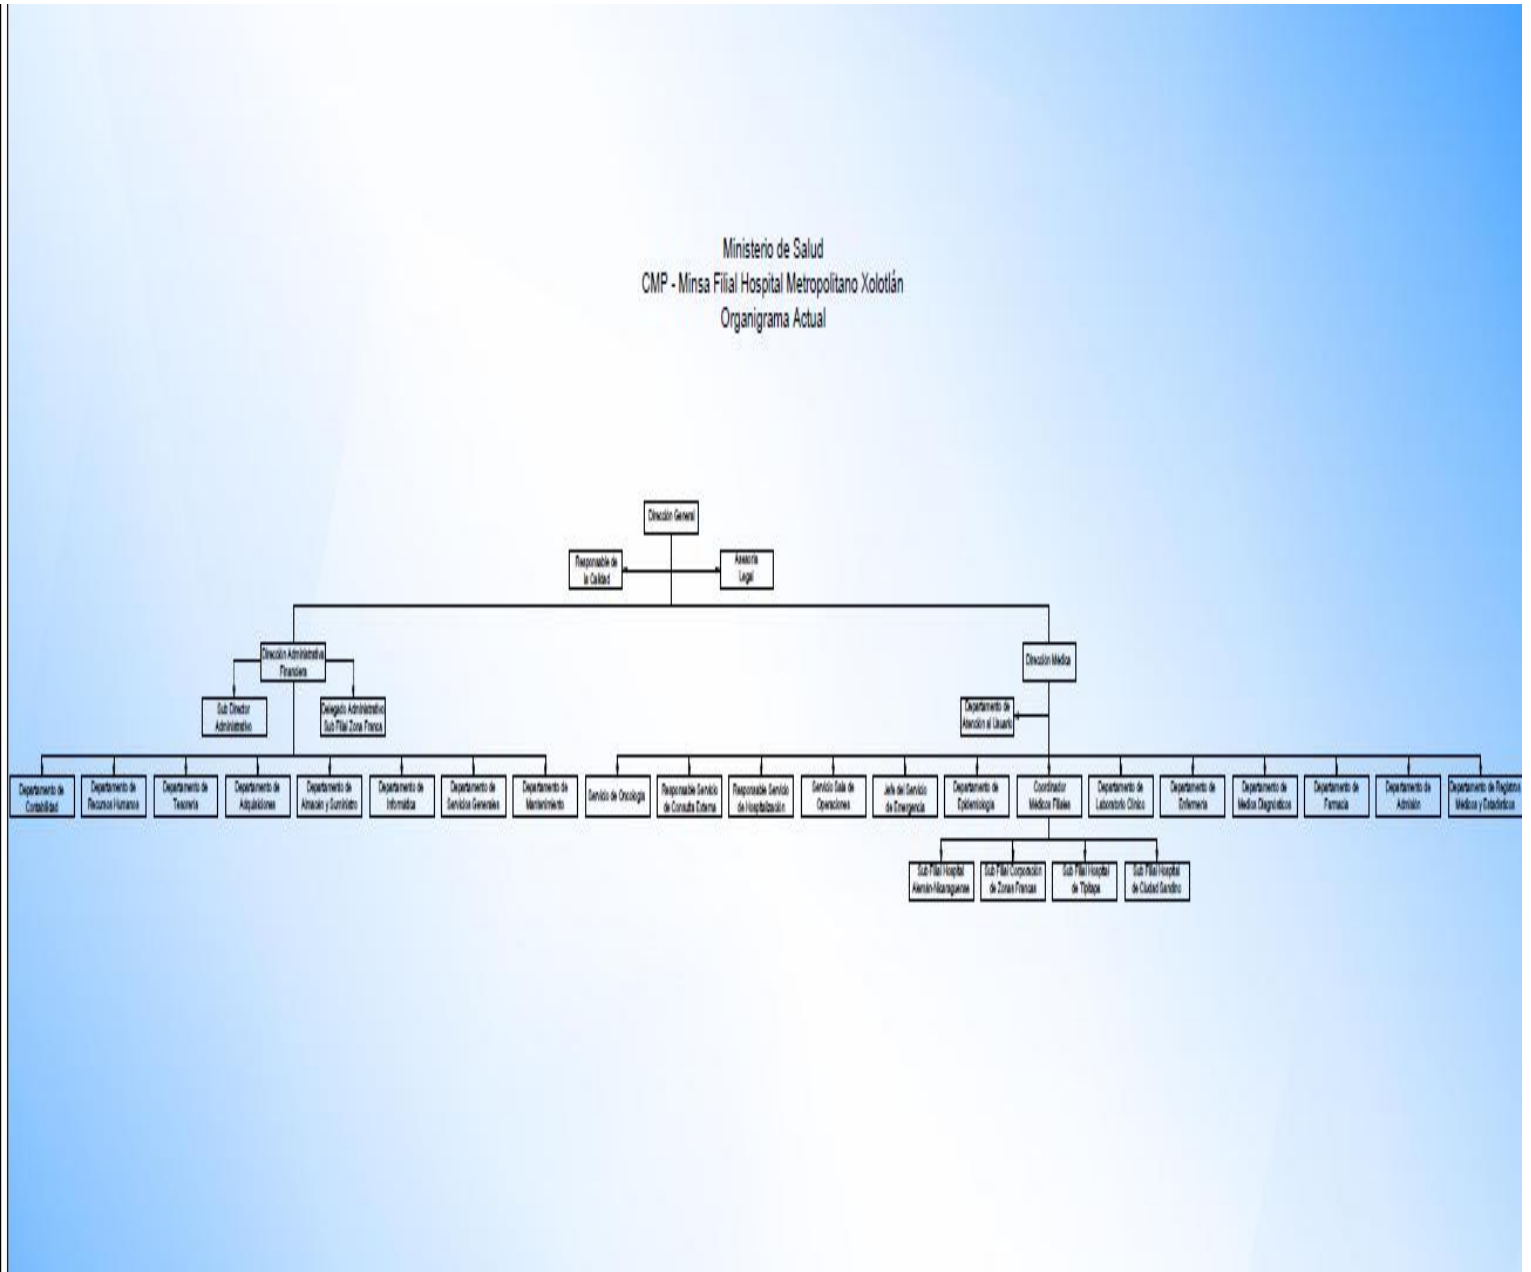 Ministerio de Salud
CMP - Minsa Filial Hospital Metropolitano Xolotlán
Organigrama Actual
Dirección General
Responsable de
la Calidad
Asesoría
Legal
Dirección Administrativa
Financiera
Dirección Médica
Sub Director
Administrativo
Delegado Administrativo
Sub Filial Zona Franca
Departamento de
Atención al Usuario
Departamento de
Contabilidad
Departamento de
Recursos Humanos
Departamento de
Tesorería
Departamento de
Adquisiciones
Departamento de
Almacén y Suministro
Departamento de
Informática
Departamento de
Servicios Generales
Departamento de
Mantenimiento
Servicio de Oncología
Responsable Servicio
de Consulta Externa
Responsable Servicio
de Hospitalización
Servicio Sala de
Operaciones
Jefe del Servicio
de Emergencia
Departamento de
Epidemiología
Coordinador
Médicos Filiales
Departamento de
Laboratorio Clínico
Departamento de
Enfermería
Departamento de
Medios Diagnósticos
Departamento de
Farmacia
Departamento de
Admisión
Departamento de Registros
Médicos y Estadísticos
Sub Filial Hospital
Alemán-Nicaraguense
Sub Filial Corporación
de Zonas Francas
Sub Filial Hospital
de Tipitapa
Sub Filial Hospital
de Ciudad Sandino